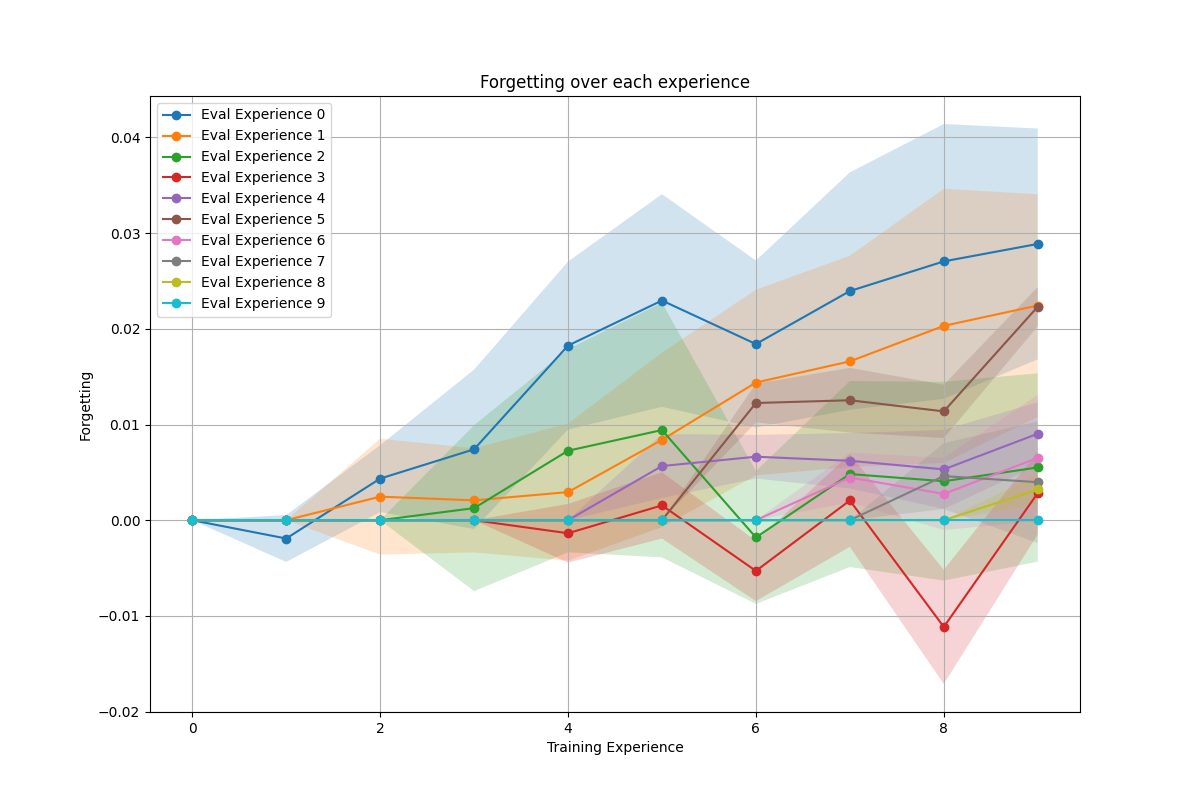 Forgetting over each experience
Eval Experience 0
Eval Experience 1
Eval Experience 2
Eval Experience 3
Eval Experience 4
Eval Experience 5
Eval Experience 6
Eval Experience 7
Eval Experience 8
Eval Experience 9
0.04
0.03
0.02
0.01
0.00
−0.01
−0.02
Forgetting
0 2 4 6 8
Training Experience